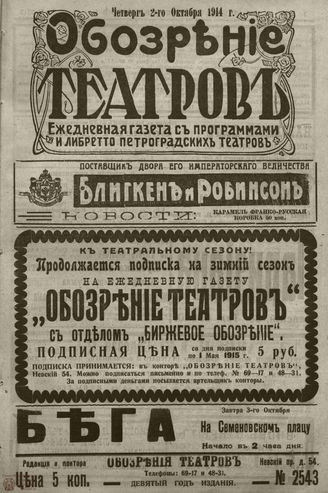 Четвергъ 2-го Октября 1914 г.
Обозрѣніе
ТЕАТРОВЪ
Ежедневная газета съ программами
и либретто петроградскихъ театровъ
ПОСТАВЩИКЪ ДВОРА ЕГО ИМПЕРАТОРСКАГО ВЕЛИЧЕСТВА
Блигкенъ и Робинсонъ
НОВОСТИ:
КАРАМЕЛЬ ФРАНКО-РУССКАЯ
КОРОБКА 60 коп.
КЪ ТЕАТРАЛЬНОМУ СЕЗОНУ!
Продолжается подписка на зимній сезонъ
НА ЕЖЕДНЕВНУЮ ГАЗЕТУ
„ОБОЗРѢНІЕ ТЕАТРОВЪ"
съ отдѣломъ „БИРЖЕВОЕ ОБОЗРѢНІЕ".
ПОДПИСНАЯ ЦѢНА со дня подписки по 1 Мая 1915 г. 5 руб.
ПОДПИСКА ПРИНИМАЕТСЯ: въ конторѣ „ОБОЗРѢНІЕ ТЕАТРОВЪ",
Невскій 54. Можно подписаться письменно и по телеф. № 69—17 и 48—31.
За подписными деньгами посылается артельщикъ конторы.
БѢГА
Завтра 3-го Октября
На Семеновскомъ плацу
Начало въ 2 часа дня.
Редакція и контора ОБОЗРѢНІЯ ТЕАТРОВЪ Невскій пр. д. 54.
Телефоны: 69-17 и 48-31.
Цѣна 5 коп. — ДЕВЯТЫЙ ГОДЪ ИЗДАНІЯ. — № 2543